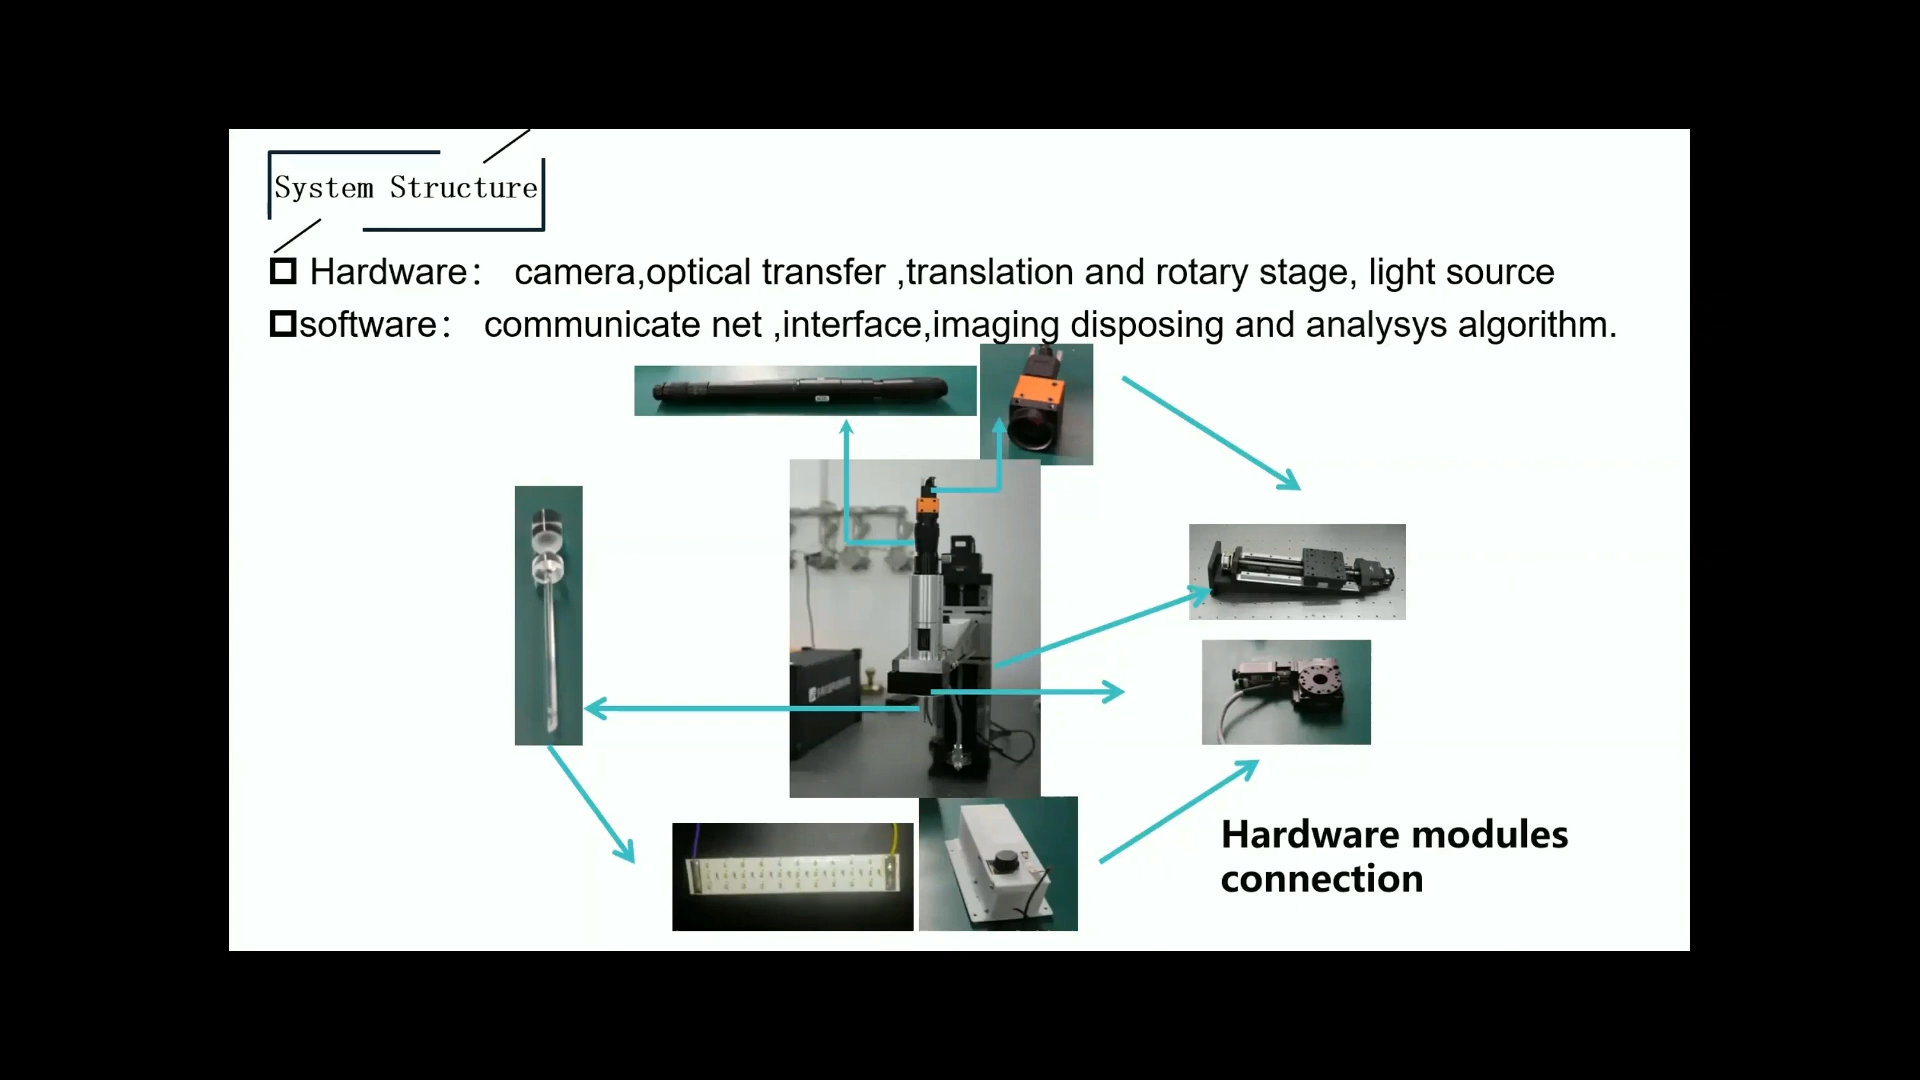 System Structure
Hardware： camera,optical transfer ,translation and rotary stage, light source
software： communicate net ,interface,imaging disposing and analysys algorithm.
Hardware modules
connection